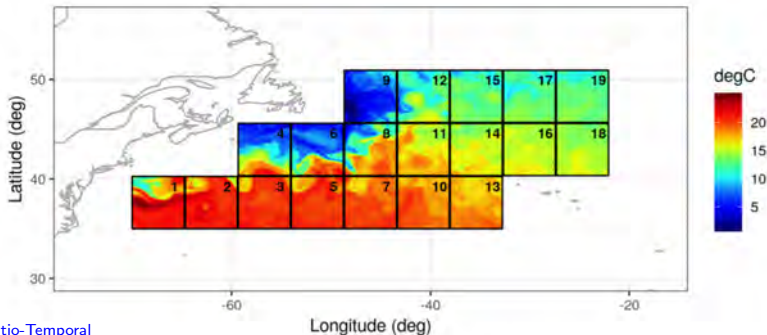 9 12 15 17 19
4 6 8 11 14 16 18
1 2 3 5 7 10 13
50
40
30
-60 -40 -20
Latitude (deg)
Longitude (deg)
degC
20
15
10
5
tio-Temporal